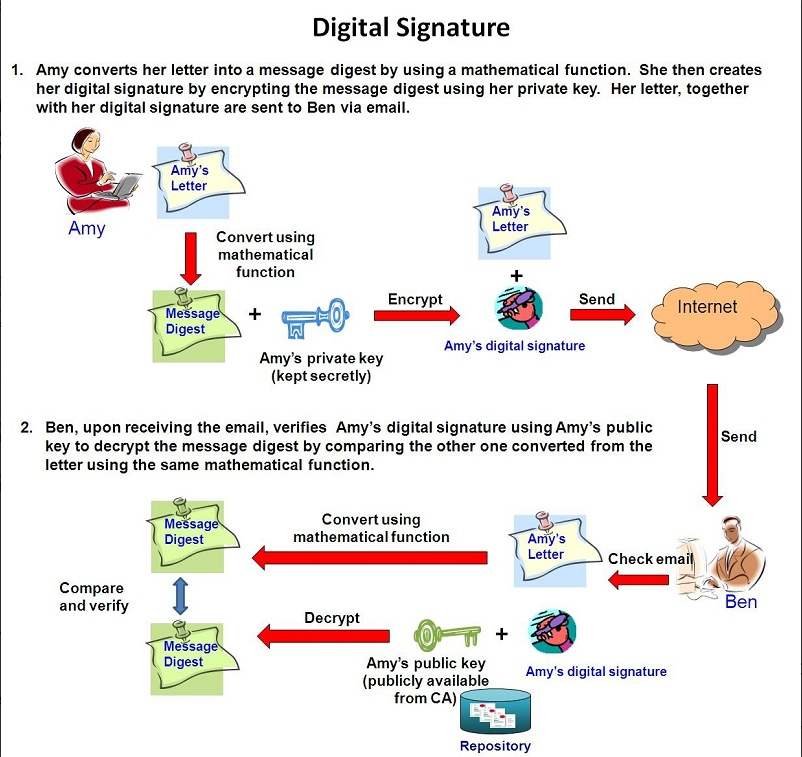 Digital Signature
1. Amy converts her letter into a message digest by using a mathematical function. She then creates
her digital signature by encrypting the message digest using her private key. Her letter, together
with her digital signature are sent to Ben via email.
Amy's
Letter
Amy
Convert using
mathematical
function
Amy's
Letter
+
Message
Digest
+
Encrypt
Send
Internet
Amy's digital signature
Amy's private key
(kept secretly)
2. Ben, upon receiving the email, verifies Amy's digital signature using Amy's public
key to decrypt the message digest by comparing the other one converted from the
letter using the same mathematical function.
Send
Message
Digest
Convert using
mathematical function
Amy's
Letter
Check email
Ben
Compare
and verify
Decrypt
+
Message
Digest
Amy's public key
(publicly available
from CA)
Amy's digital signature
Repository